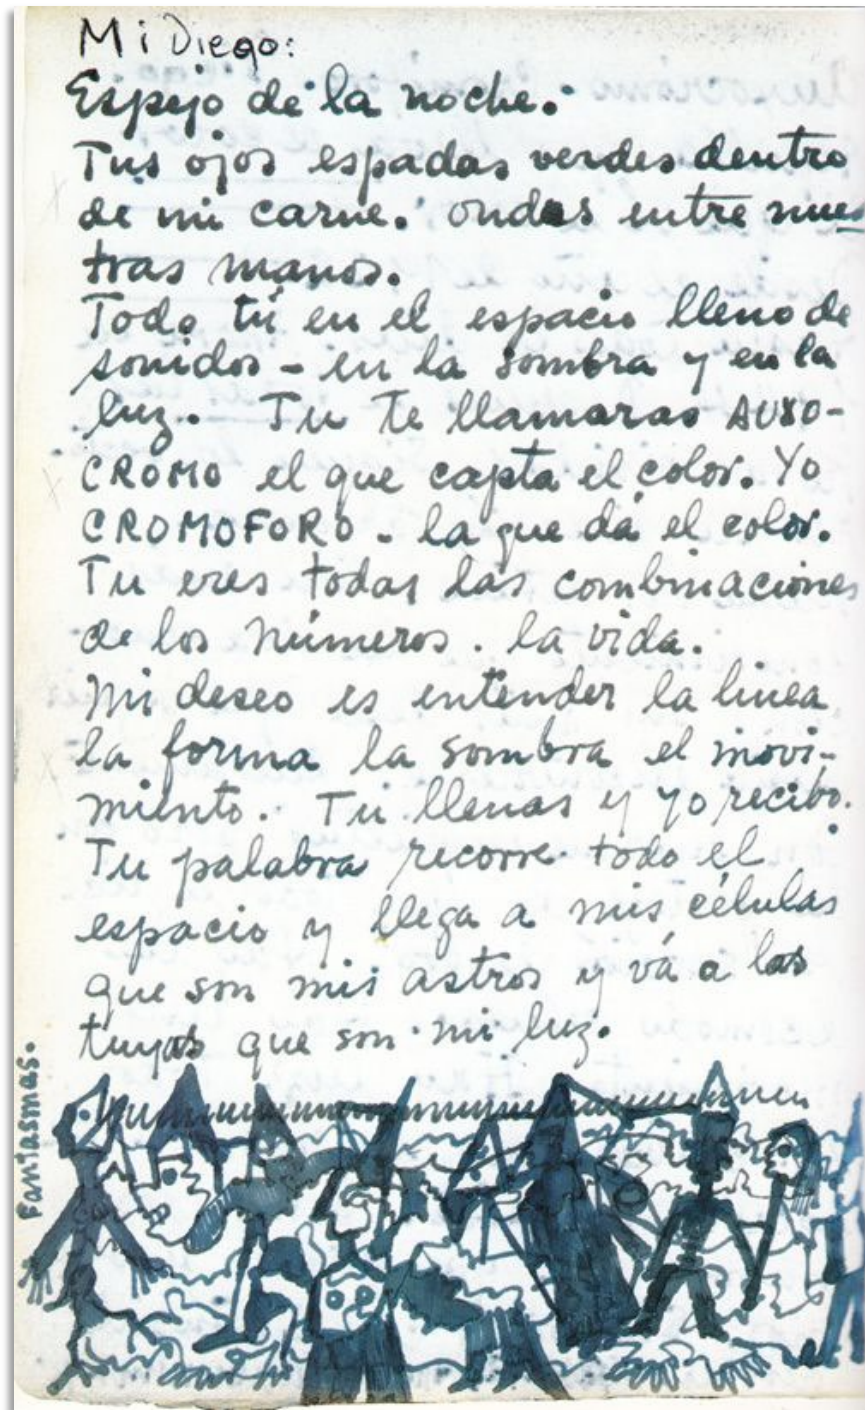 Mi Diego:
Espejo de la noche.
Tus ojos espadas verdes dentro
de mi carne. ondas entre nues
tras manos.
Todo tú en el espacio lleno de
sonidos - en la sombra y en la
luz. Tu te llamaras AUXO-
CROMO el que capta el color. Yo
CROMOFORO - la que dá el color.
Tu eres todas las combinaciones
de los números. la vida.
Mi deseo es entender la linea
la forma la sombra el movi-
miento. Tu llenas y yo recibo.
Tu palabra recorre todo el
espacio y llega a mis células
que son mis astros y vá a las
tuyas que son mi luz.
Fantasmas.